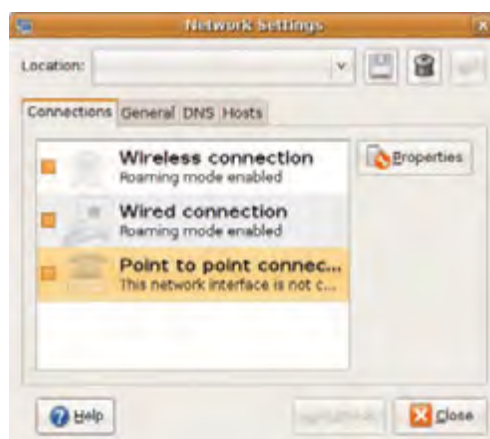 Network Settings
Location:
Connections General DNS Hosts
Wireless connection
Roaming mode enabled
Properties
Wired connection
Roaming mode enabled
Point to point connec...
This network interface is not c...
Help
Close